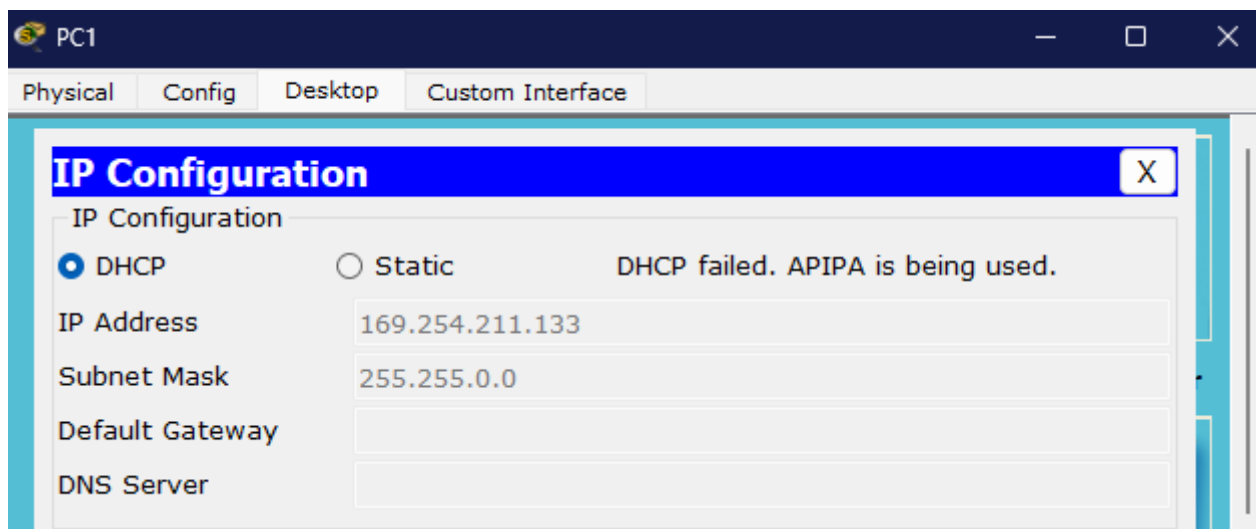 PC1
Physical Config Desktop Custom Interface
IP Configuration X
IP Configuration
DHCP Static DHCP failed. APIPA is being used.
IP Address 169.254.211.133
Subnet Mask 255.255.0.0
Default Gateway
DNS Server